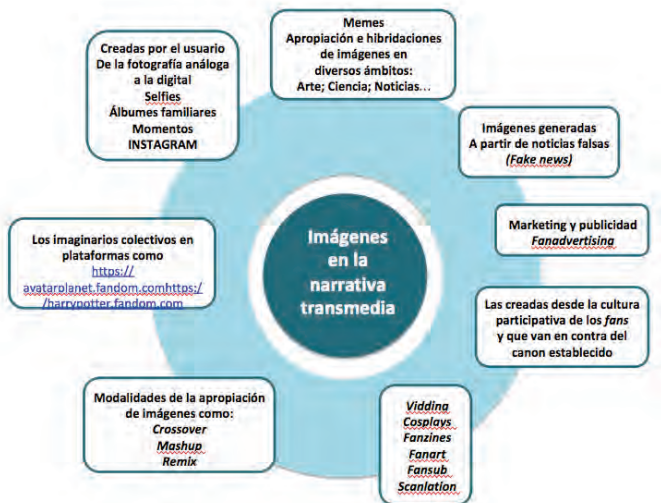 Memes
Apropiación e hibridaciones
de imágenes en
diversos ámbitos:
Arte; Ciencia; Noticias...
Creadas por el usuario
De la fotografía análoga
a la digital
Selfies
Álbumes familiares
Momentos
INSTAGRAM
Imágenes generadas
A partir de noticias falsas
(Fake news)
Marketing y publicidad
Fanadvertising
Los imaginarios colectivos en
plataformas como
https://
avatarplanet.fandom.comhttps:/
/harrypotter.fandom.com
Imágenes
en la
narrativa
transmedia
Las creadas desde la cultura
participativa de los fans
y que van en contra del
canon establecido
Modalidades de la apropiación
de imágenes como:
Crossover
Mashup
Remix
Vidding
Cosplays
Fanzines
Fanart
Fansub
Scanlation